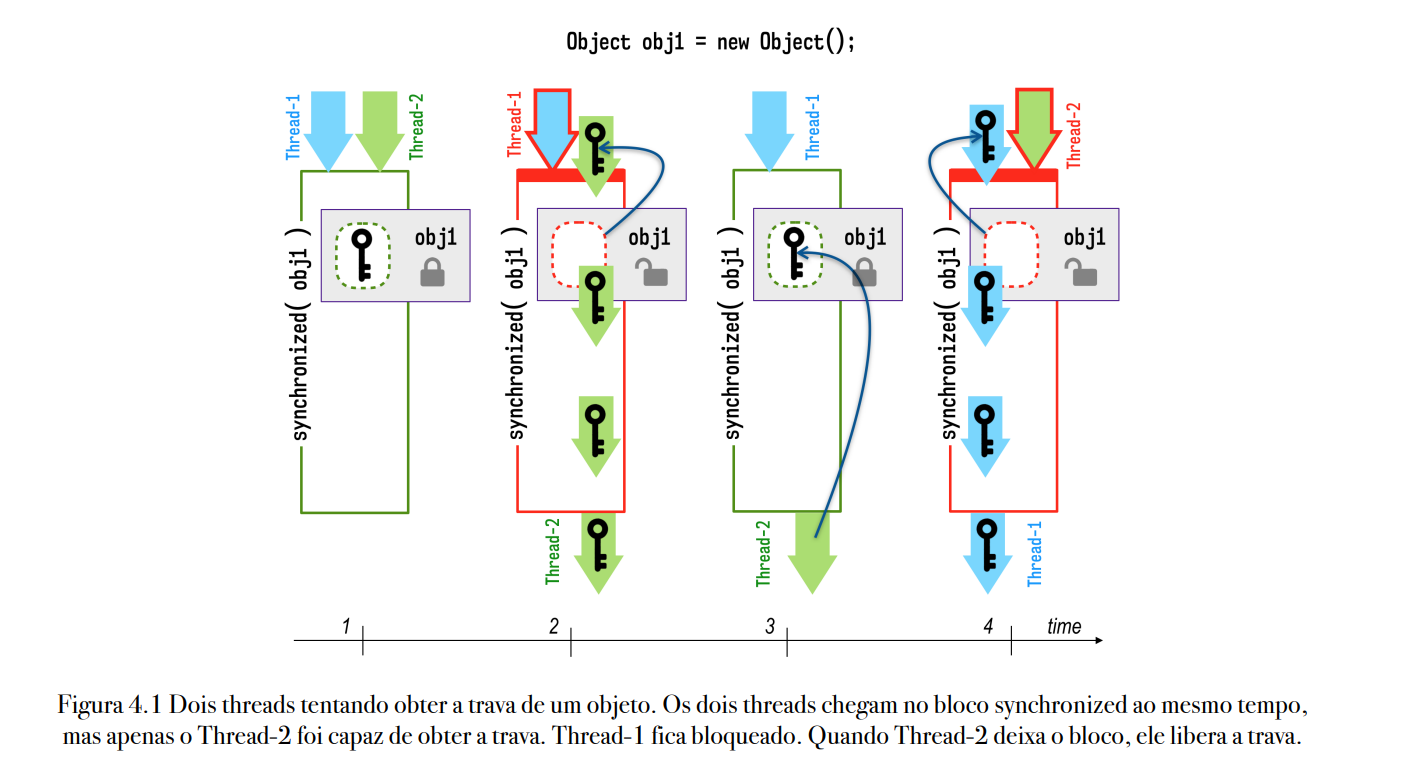 Object obj1 = new Object();
Thread-1
Thread-2
synchronized( obj1 )
obj1
Thread-1
synchronized( obj1 )
obj1
Thread-2
Thread-1
synchronized( obj1 )
obj1
Thread-2
Thread-2
synchronized( obj1 )
obj1
Thread-1
1
2
3
4
time
Figura 4.1 Dois threads tentando obter a trava de um objeto. Os dois threads chegam no bloco synchronized ao mesmo tempo,
mas apenas o Thread-2 foi capaz de obter a trava. Thread-1 fica bloqueado. Quando Thread-2 deixa o bloco, ele libera a trava.